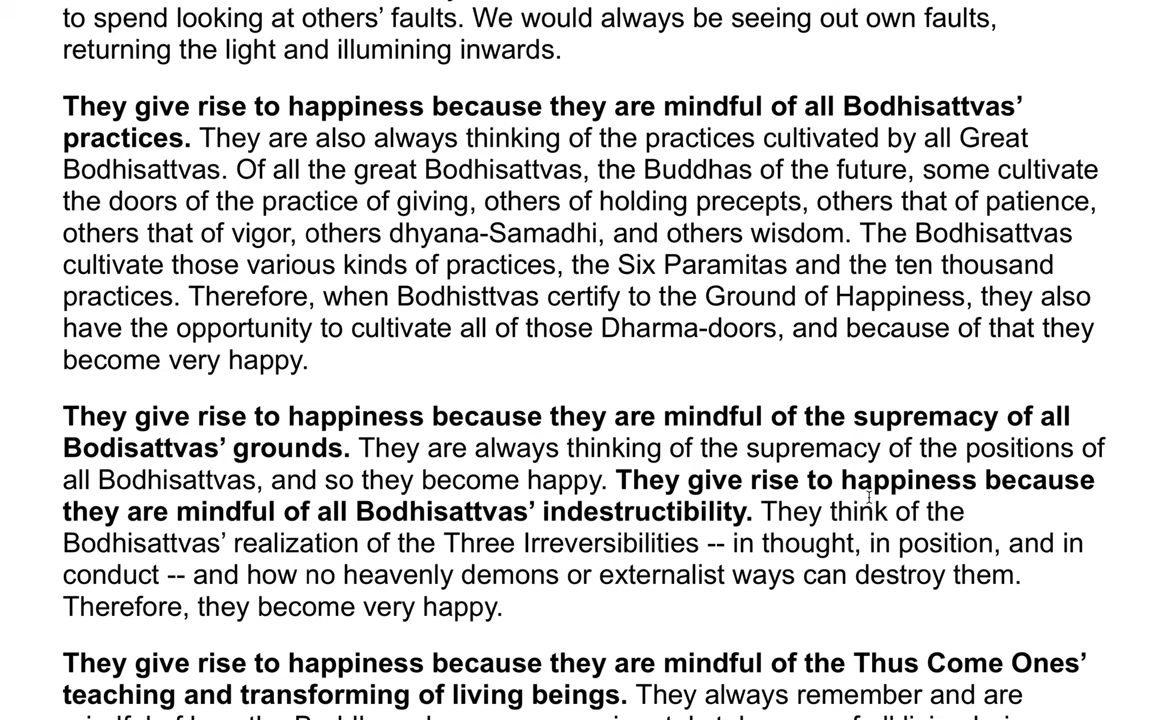 to spend looking at others’ faults. We would always be seeing out own faults,
returning the light and illumining inwards.
They give rise to happiness because they are mindful of all Bodhisattvas’
practices. They are also always thinking of the practices cultivated by all Great
Bodhisattvas. Of all the great Bodhisattvas, the Buddhas of the future, some cultivate
the doors of the practice of giving, others of holding precepts, others that of patience,
others that of vigor, others dhyana-Samadhi, and others wisdom. The Bodhisattvas
cultivate those various kinds of practices, the Six Paramitas and the ten thousand
practices. Therefore, when Bodhisttvas certify to the Ground of Happiness, they also
have the opportunity to cultivate all of those Dharma-doors, and because of that they
become very happy.
They give rise to happiness because they are mindful of the supremacy of all
Bodisattvas’ grounds. They are always thinking of the supremacy of the positions of
all Bodhisattvas, and so they become happy. They give rise to happiness because
they are mindful of all Bodhisattvas’ indestructibility. They think of the
Bodhisattvas’ realization of the Three Irreversibilities -- in thought, in position, and in
conduct -- and how no heavenly demons or externalist ways can destroy them.
Therefore, they become very happy.
They give rise to happiness because they are mindful of the Thus Come Ones’
teaching and transforming of living beings. They always remember and are